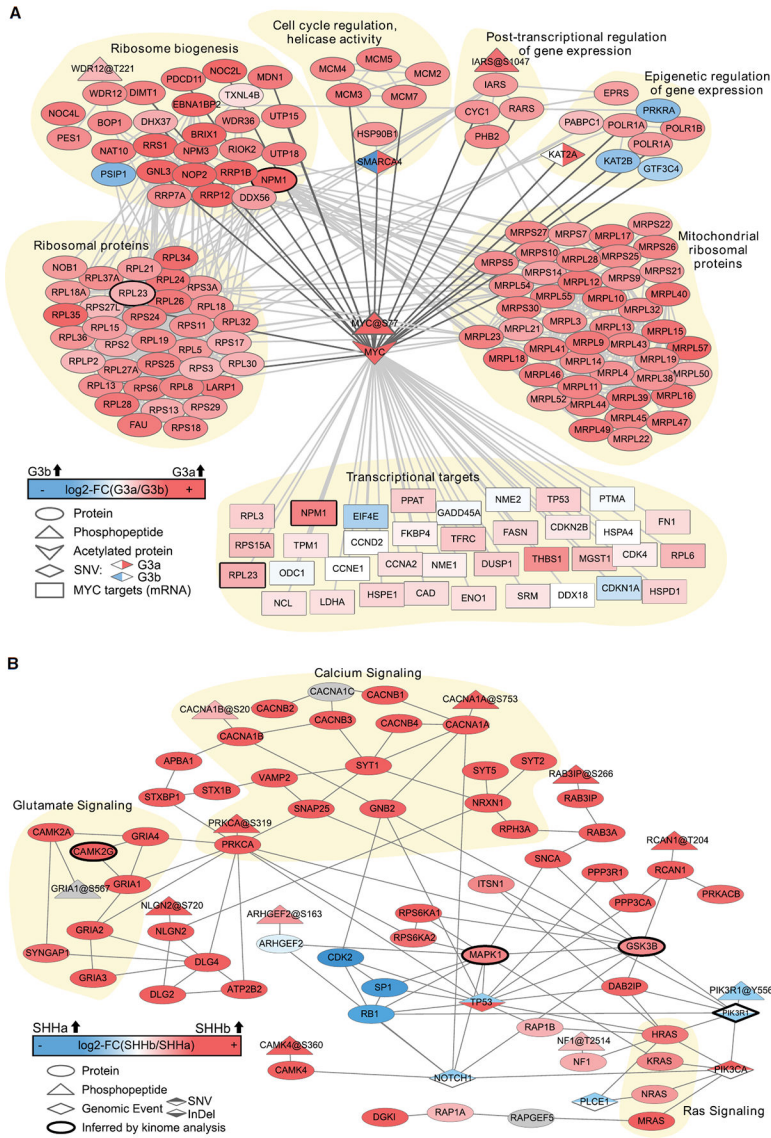 A
Ribosome biogenesis
WDR12@T221
WDR12
DIMT1
PDCD11
NOC2L
MDN1
EBNA1BP2
TXNL4B
NOC4L
BOP1
DHX37
WDR36
UTP15
PES1
BRIX1
NAT10
RRS1
NPM3
RIOK2
UTP18
PSIP1
GNL3
NOP2
RRP1B
NPM1
RRP7A
RRP12
DDX56
Cell cycle regulation,
helicase activity
MCM5
MCM4
MCM2
MCM3
MCM7
HSP90B1
SMARCA4
Post-transcriptional regulation
of gene expression
IARS@S1047
IARS
CYC1
RARS
PHB2
Epigenetic regulation
of gene expression
EPRS
PRKRA
PABPC1
POLR1A
POLR1B
POLR1A
KAT2A
KAT2B
GTF3C4
Ribosomal proteins
NOB1
RPL21
RPL34
RPL37A
RPL24
RPS3A
RPL18A
RPL23
RPL26
RPL18
RPS27L
RPL35
RPS24
RPS11
RPL32
RPL15
RPL36
RPS2
RPL19
RPS17
RPL5
RPLP2
RPL27A
RPS25
RPS3
RPL30
RPL13
RPS6
RPL8
LARP1
RPL28
RPS13
RPS29
FAU
RPS18
MYC@S77
MYC
Mitochondrial
ribosomal
proteins
MRPS22
MRPS27
MRPS7
MRPL17
MRPS26
MRPS10
MRPS25
MRPS5
MRPL28
MRPS14
MRPS9
MRPS21
MRPL54
MRPL12
MRPL55
MRPL10
MRPL40
MRPS30
MRPL32
MRPL21
MRPL3
MRPL13
MRPL15
MRPL23
MRPL9
MRPL43
MRPL57
MRPL41
MRPL18
MRPL14
MRPL19
MRPL46
MRPL4
MRPL38
MRPL50
MRPL11
MRPL52
MRPL39
MRPL16
MRPL44
MRPL45
MRPL47
MRPL49
MRPL22
G3b
G3a
- log2-FC(G3a/G3b) +
Protein
Phosphopeptide
Acetylated protein
SNV:
G3a
G3b
MYC targets (mRNA)
Transcriptional targets
PPAT
NME2
TP53
PTMA
RPL3
NPM1
EIF4E
GADD45A
FN1
CDKN2B
FKBP4
TFRC
FASN
HSPA4
RPS15A
TPM1
CCND2
THBS1
MGST1
CDK4
RPL6
RPL23
ODC1
CCNE1
CCNA2
NME1
DUSP1
NCL
LDHA
HSPE1
CAD
ENO1
SRM
DDX18
CDKN1A
HSPD1
B
Calcium Signaling
CACNA1C
CACNB1
CACNA1A@S753
CACNA1B@S20
CACNB2
CACNB3
CACNB4
CACNA1A
CACNA1B
APBA1
SYT1
SYT5
SYT2
RAB3IP@S266
VAMP2
STX1B
STXBP1
NRXN1
RAB3IP
SNAP25
GNB2
Glutamate Signaling
PRKCA@S319
RPH3A
RAB3A
CAMK2A
GRIA4
PRKCA
RCAN1@T204
CAMK2G
SNCA
GRIA1@S567
GRIA1
ITSN1
PPP3R1
RCAN1
NLGN2@S720
PPP3CA
PRKACB
ARHGEF2@S163
RPS6KA1
GRIA2
NLGN2
RPS6KA2
SYNGAP1
ARHGEF2
MAPK1
GSK3B
DLG4
CDK2
GRIA3
DLG2
ATP2B2
SP1
DAB2IP
PIK3R1@Y556
TP53
RB1
PIK3R1
RAP1B
HRAS
SHHa
SHHb
- log2-FC(SHHb/SHHa) +
CAMK4@S360
NF1@T2514
NF1
KRAS
PIK3CA
CAMK4
NOTCH1
Protein
Phosphopeptide
Genomic Event
SNV
InDel
Inferred by kinome analysis
PLCE1
NRAS
Ras Signaling
DGKI
RAP1A
RAPGEF5
MRAS